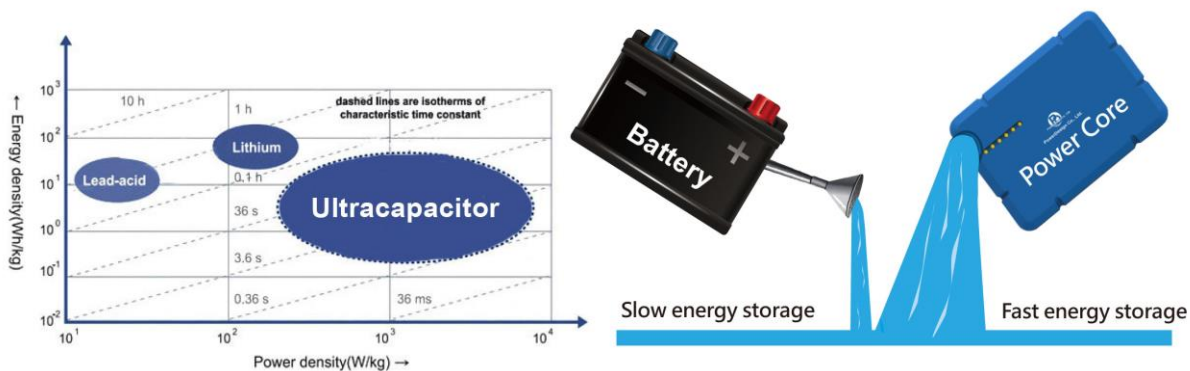 ← Energy density(Wh/kg) →
10³
10²
10¹
10⁰
10⁻¹
10⁻²
10 h
1 h
dashed lines are isotherms of
characteristic time constant
Lithium
Lead-acid
0.1 h
36 s
Ultracapacitor
3.6 s
0.36 s
36 ms
10¹
10²
10³
10⁴
Power density(W/kg) →
Battery
Power Core
Slow energy storage
Fast energy storage